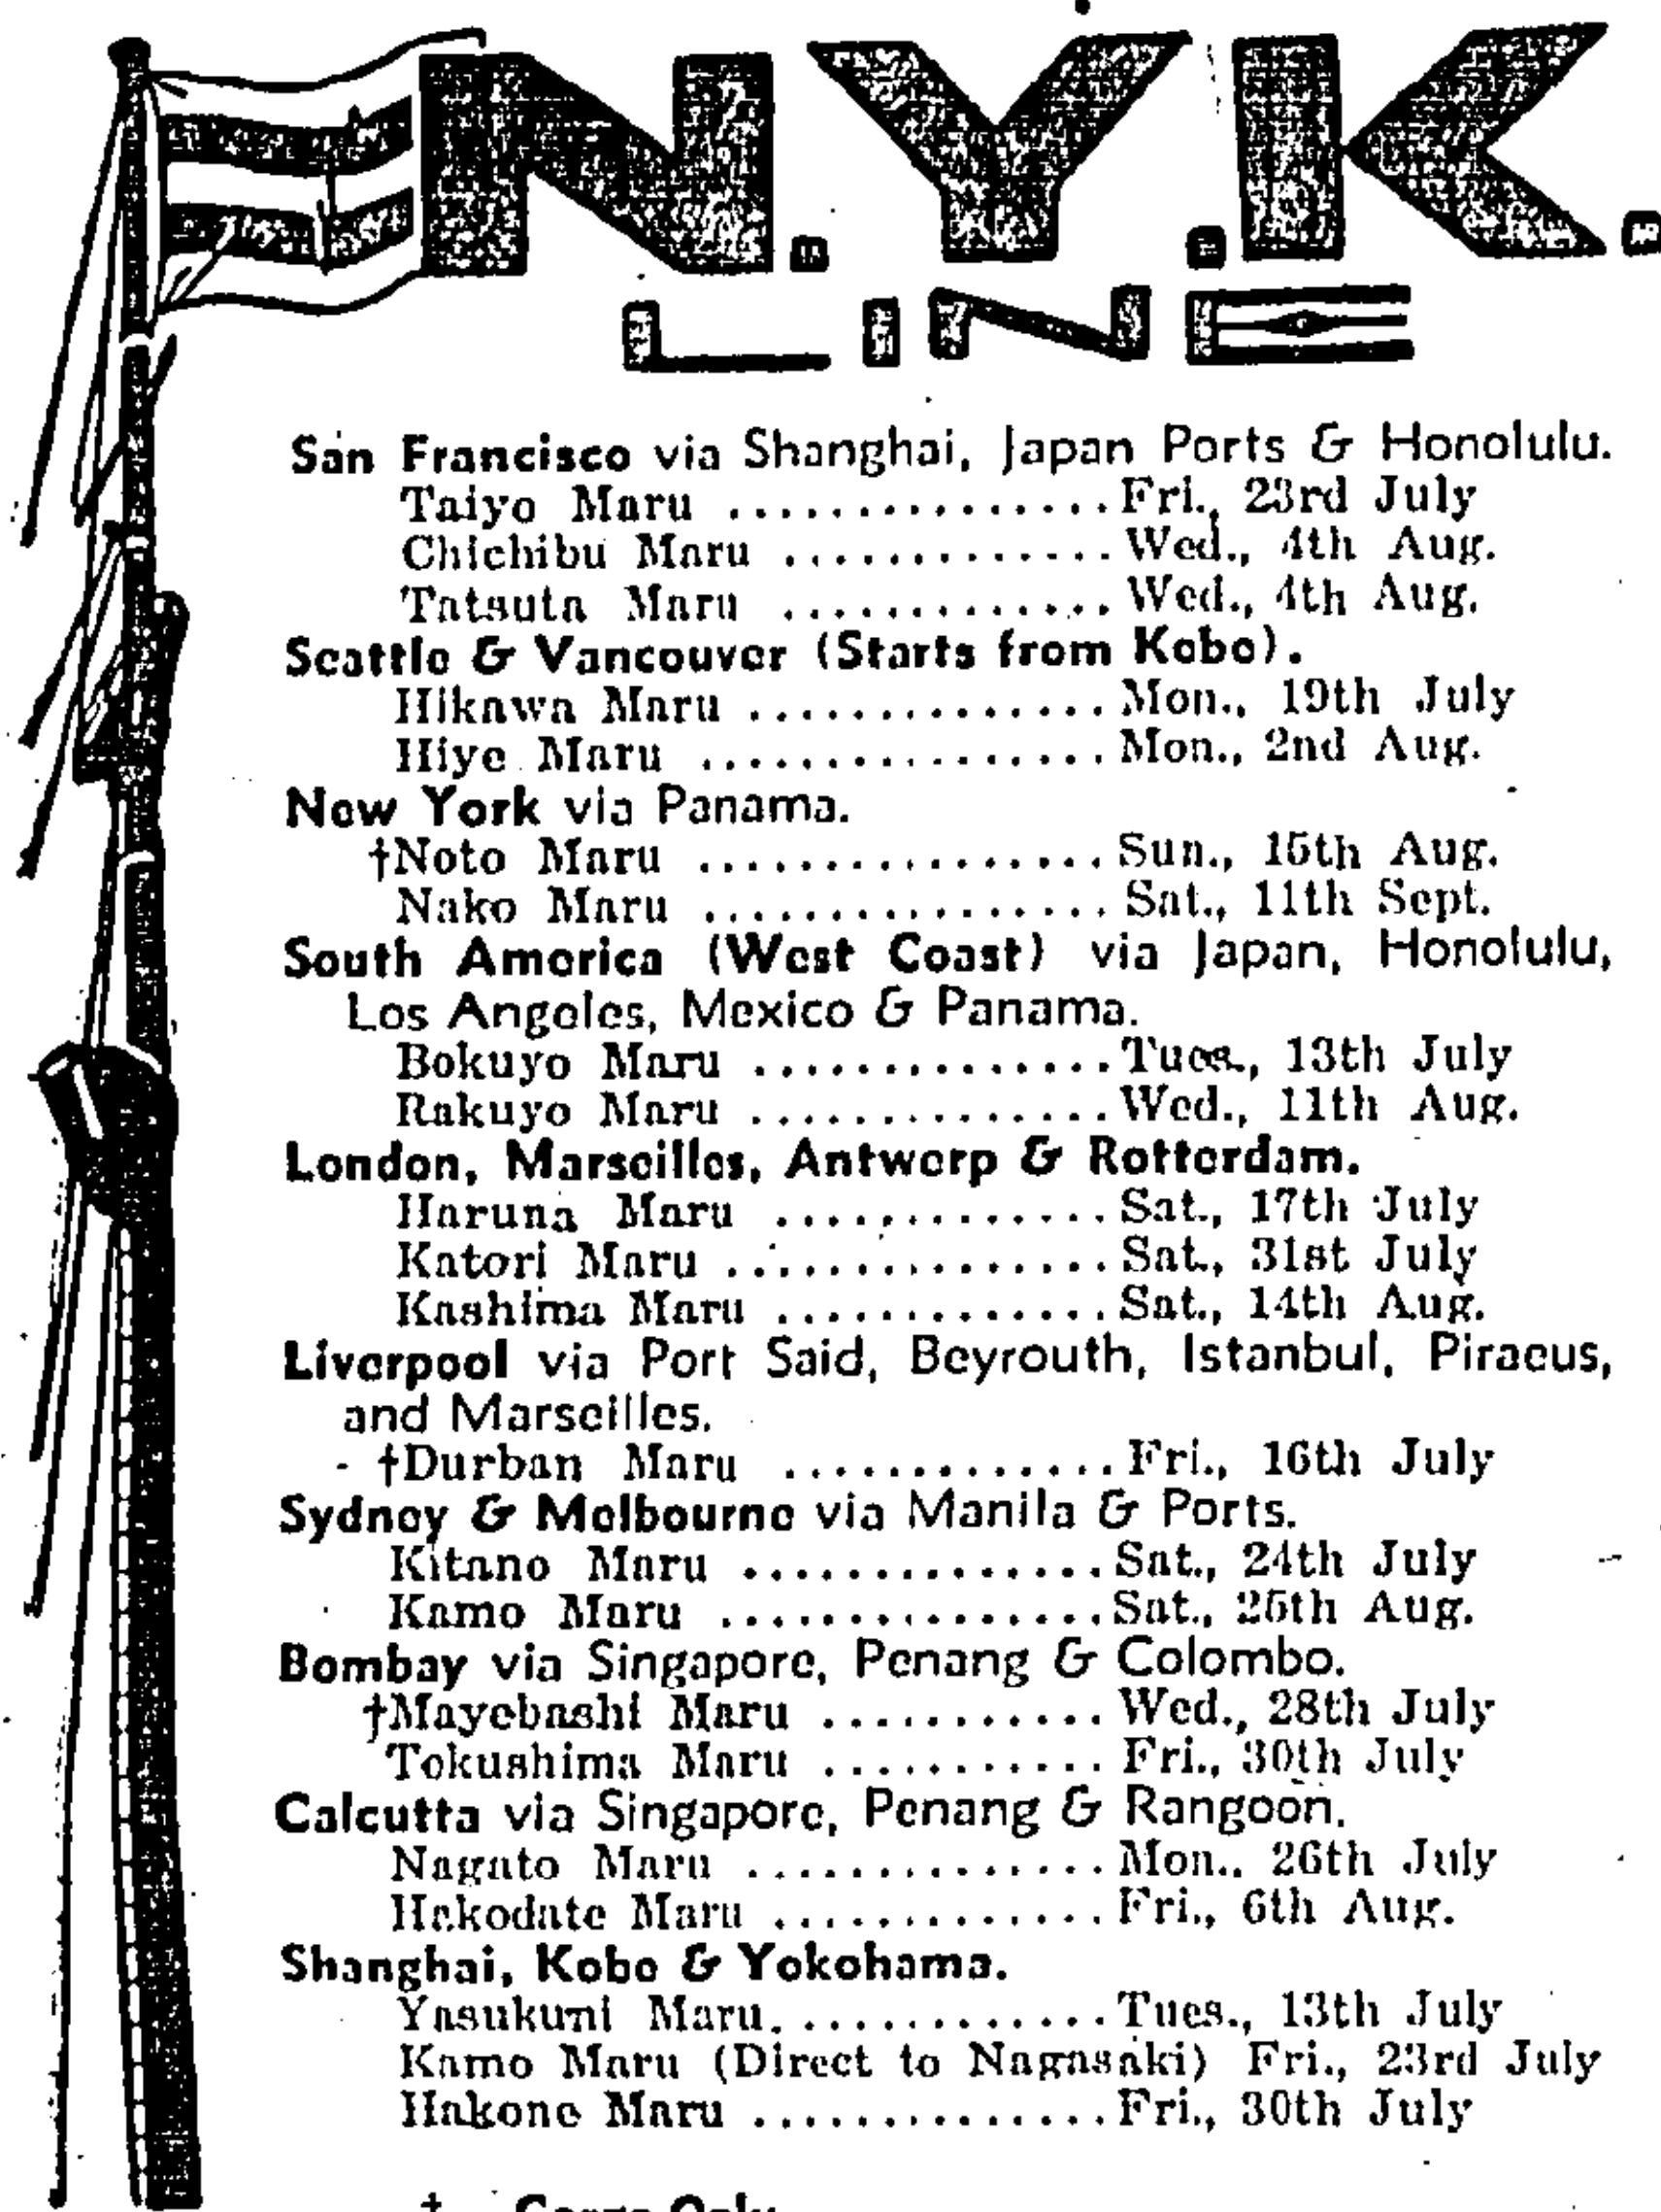 N.Y.K.
LINE
San Francisco via Shanghai, Japan Ports & Honolulu.
Taiyo Maru ............... Fri., 23rd July
Chichibu Maru ............. Wed., 4th Aug.
Tatsuta Maru ............. Wed., 4th Aug.
Seattle & Vancouver (Starts from Kobe).
Hikawa Maru .............. Mon., 19th July
Hiye Maru ................ Mon., 2nd Aug.
New York via Panama.
†Noto Maru ................ Sun., 15th Aug.
Nako Maru ................ Sat., 11th Sept.
South America (West Coast) via Japan, Honolulu,
Los Angeles, Mexico & Panama.
Bokuyo Maru .............. Tues., 13th July
Rakuyo Maru .............. Wed., 11th Aug.
London, Marseilles, Antwerp & Rotterdam.
Haruna Maru ............. Sat., 17th July
Katori Maru ............... Sat., 31st July
Kashima Maru ............. Sat., 14th Aug.
Liverpool via Port Said, Beyrouth, Istanbul, Piraeus,
and Marseilles.
†Durban Maru ............. Fri., 16th July
Sydney & Melbourne via Manila & Ports.
Kitano Maru .............. Sat., 24th July
Kamo Maru ............... Sat., 25th Aug.
Bombay via Singapore, Penang & Colombo.
†Mayebashi Maru ........... Wed., 28th July
Tokushima Maru ........... Fri., 30th July
Calcutta via Singapore, Penang & Rangoon.
Nagato Maru .............. Mon., 26th July
Hakodate Maru ............. Fri., 6th Aug.
Shanghai, Kobe & Yokohama.
Yasukuni Maru ............. Tues., 13th July
Kamo Maru (Direct to Nagasaki) Fri., 23rd July
Hakone Maru .............. Fri., 30th July
† Cargo Only